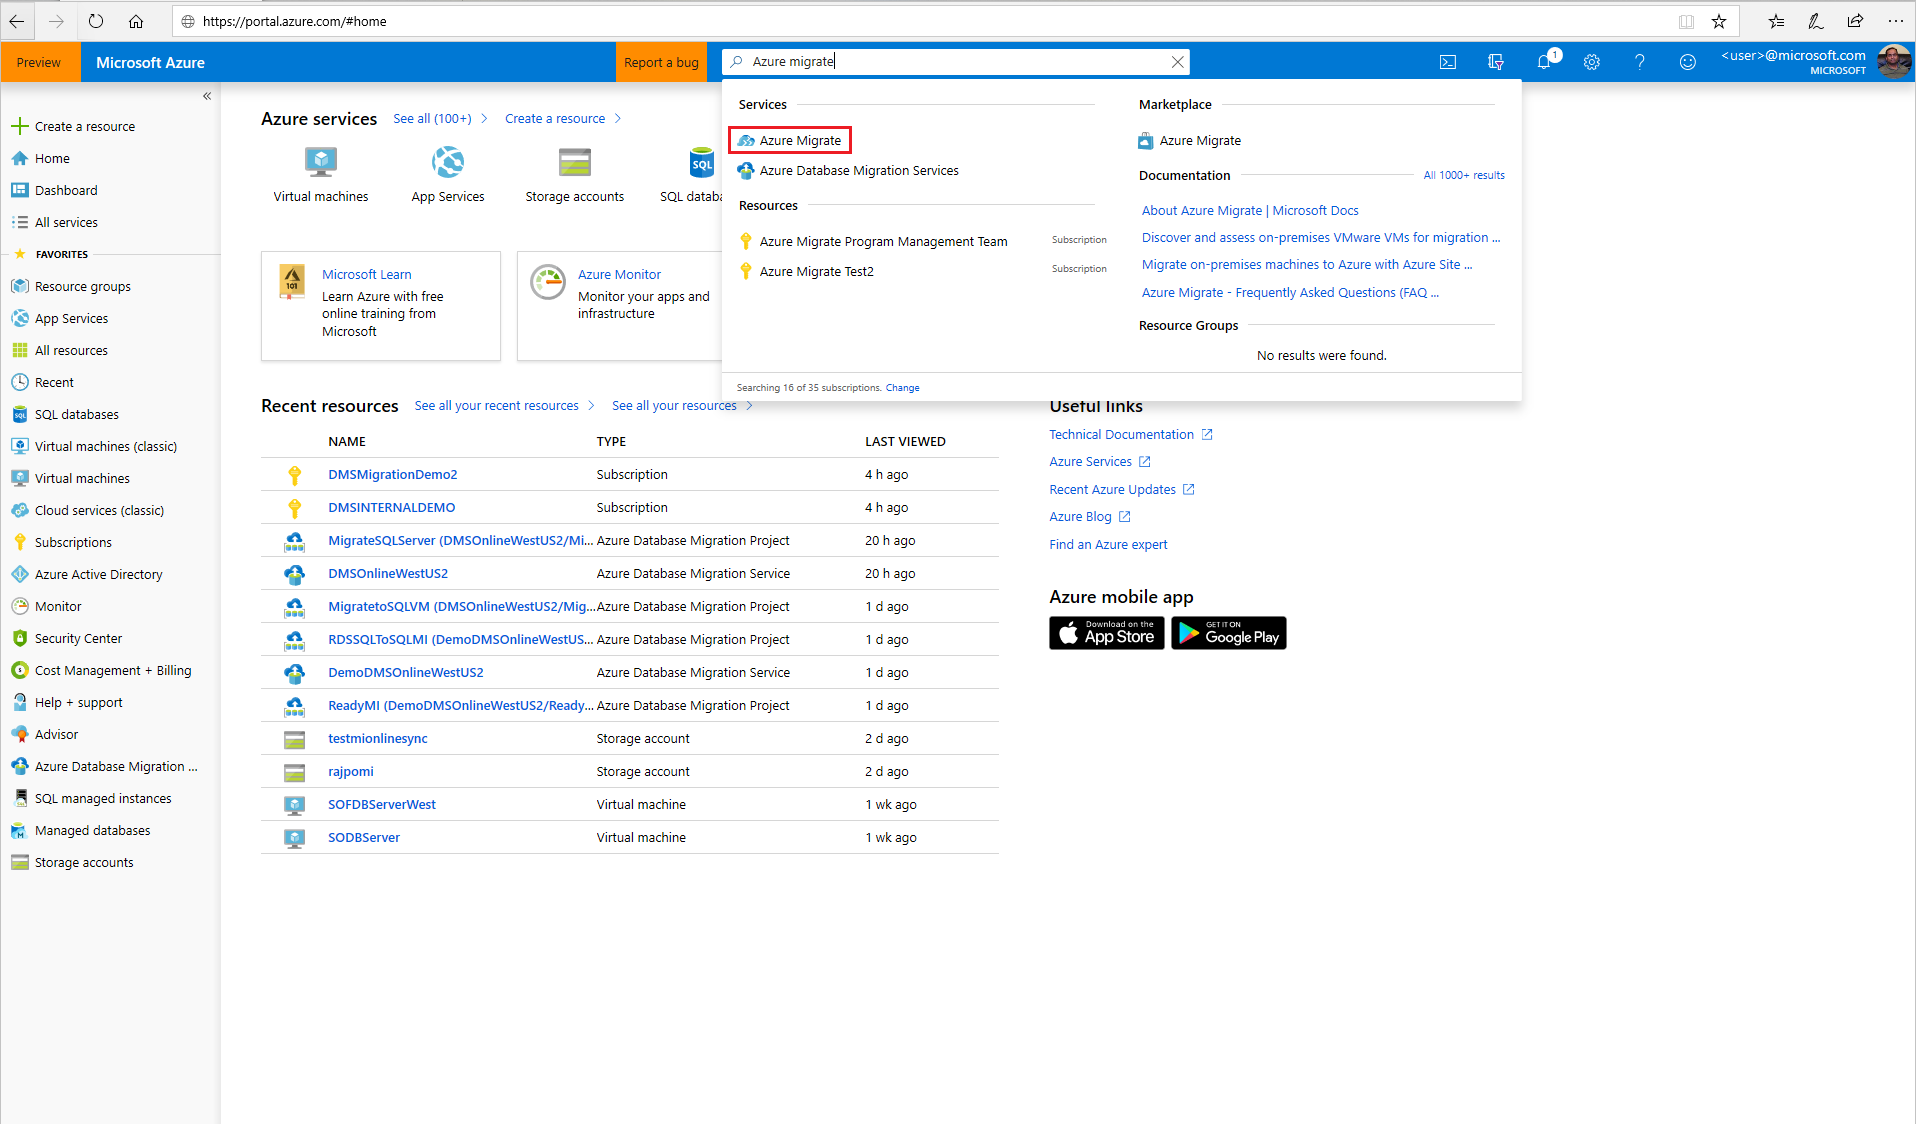 https://portal.azure.com/#home
Preview
Microsoft Azure
Report a bug
Azure migrate
1
<user>@microsoft.com
MICROSOFT
Create a resource
Home
Dashboard
All services
FAVORITES
Resource groups
App Services
All resources
Recent
SQL databases
Virtual machines (classic)
Virtual machines
Cloud services (classic)
Subscriptions
Azure Active Directory
Monitor
Security Center
Cost Management + Billing
Help + support
Advisor
Azure Database Migration ...
SQL managed instances
Managed databases
Storage accounts
Azure services
See all (100+)
Create a resource
Virtual machines
App Services
Storage accounts
SQL
SQL databa
101
Microsoft Learn
Learn Azure with free
online training from
Microsoft
Azure Monitor
Monitor your apps and
infrastructure
Services
Azure Migrate
Azure Database Migration Services
Resources
Azure Migrate Program Management Team Subscription
Azure Migrate Test2 Subscription
Marketplace
Azure Migrate
Documentation
All 1000+ results
About Azure Migrate | Microsoft Docs
Discover and assess on-premises VMware VMs for migration ...
Migrate on-premises machines to Azure with Azure Site ...
Azure Migrate - Frequently Asked Questions (FAQ ...
Resource Groups
No results were found.
Searching 16 of 35 subscriptions. Change
Recent resources
See all your recent resources
See all your resources
NAME TYPE LAST VIEWED
DMSMigrationDemo2 Subscription 4 h ago
DMSINTERNALDEMO Subscription 4 h ago
MigrateSQLServer (DMSOnlineWestUS2/Mi... Azure Database Migration Project 20 h ago
DMSOnlineWestUS2 Azure Database Migration Service 20 h ago
MigratetoSQLVM (DMSOnlineWestUS2/Mig... Azure Database Migration Project 1 d ago
RDSSQLToSQLMI (DemoDMSOnlineWestUS... Azure Database Migration Project 1 d ago
DemoDMSOnlineWestUS2 Azure Database Migration Service 1 d ago
ReadyMI (DemoDMSOnlineWestUS2/Ready... Azure Database Migration Project 1 d ago
testmionlinesync Storage account 2 d ago
rajpomi Storage account 2 d ago
SOFDBServerWest Virtual machine 1 wk ago
SODBServer Virtual machine 1 wk ago
Useful links
Technical Documentation
Azure Services
Recent Azure Updates
Azure Blog
Find an Azure expert
Azure mobile app
Download on the
App Store
GET IT ON
Google Play